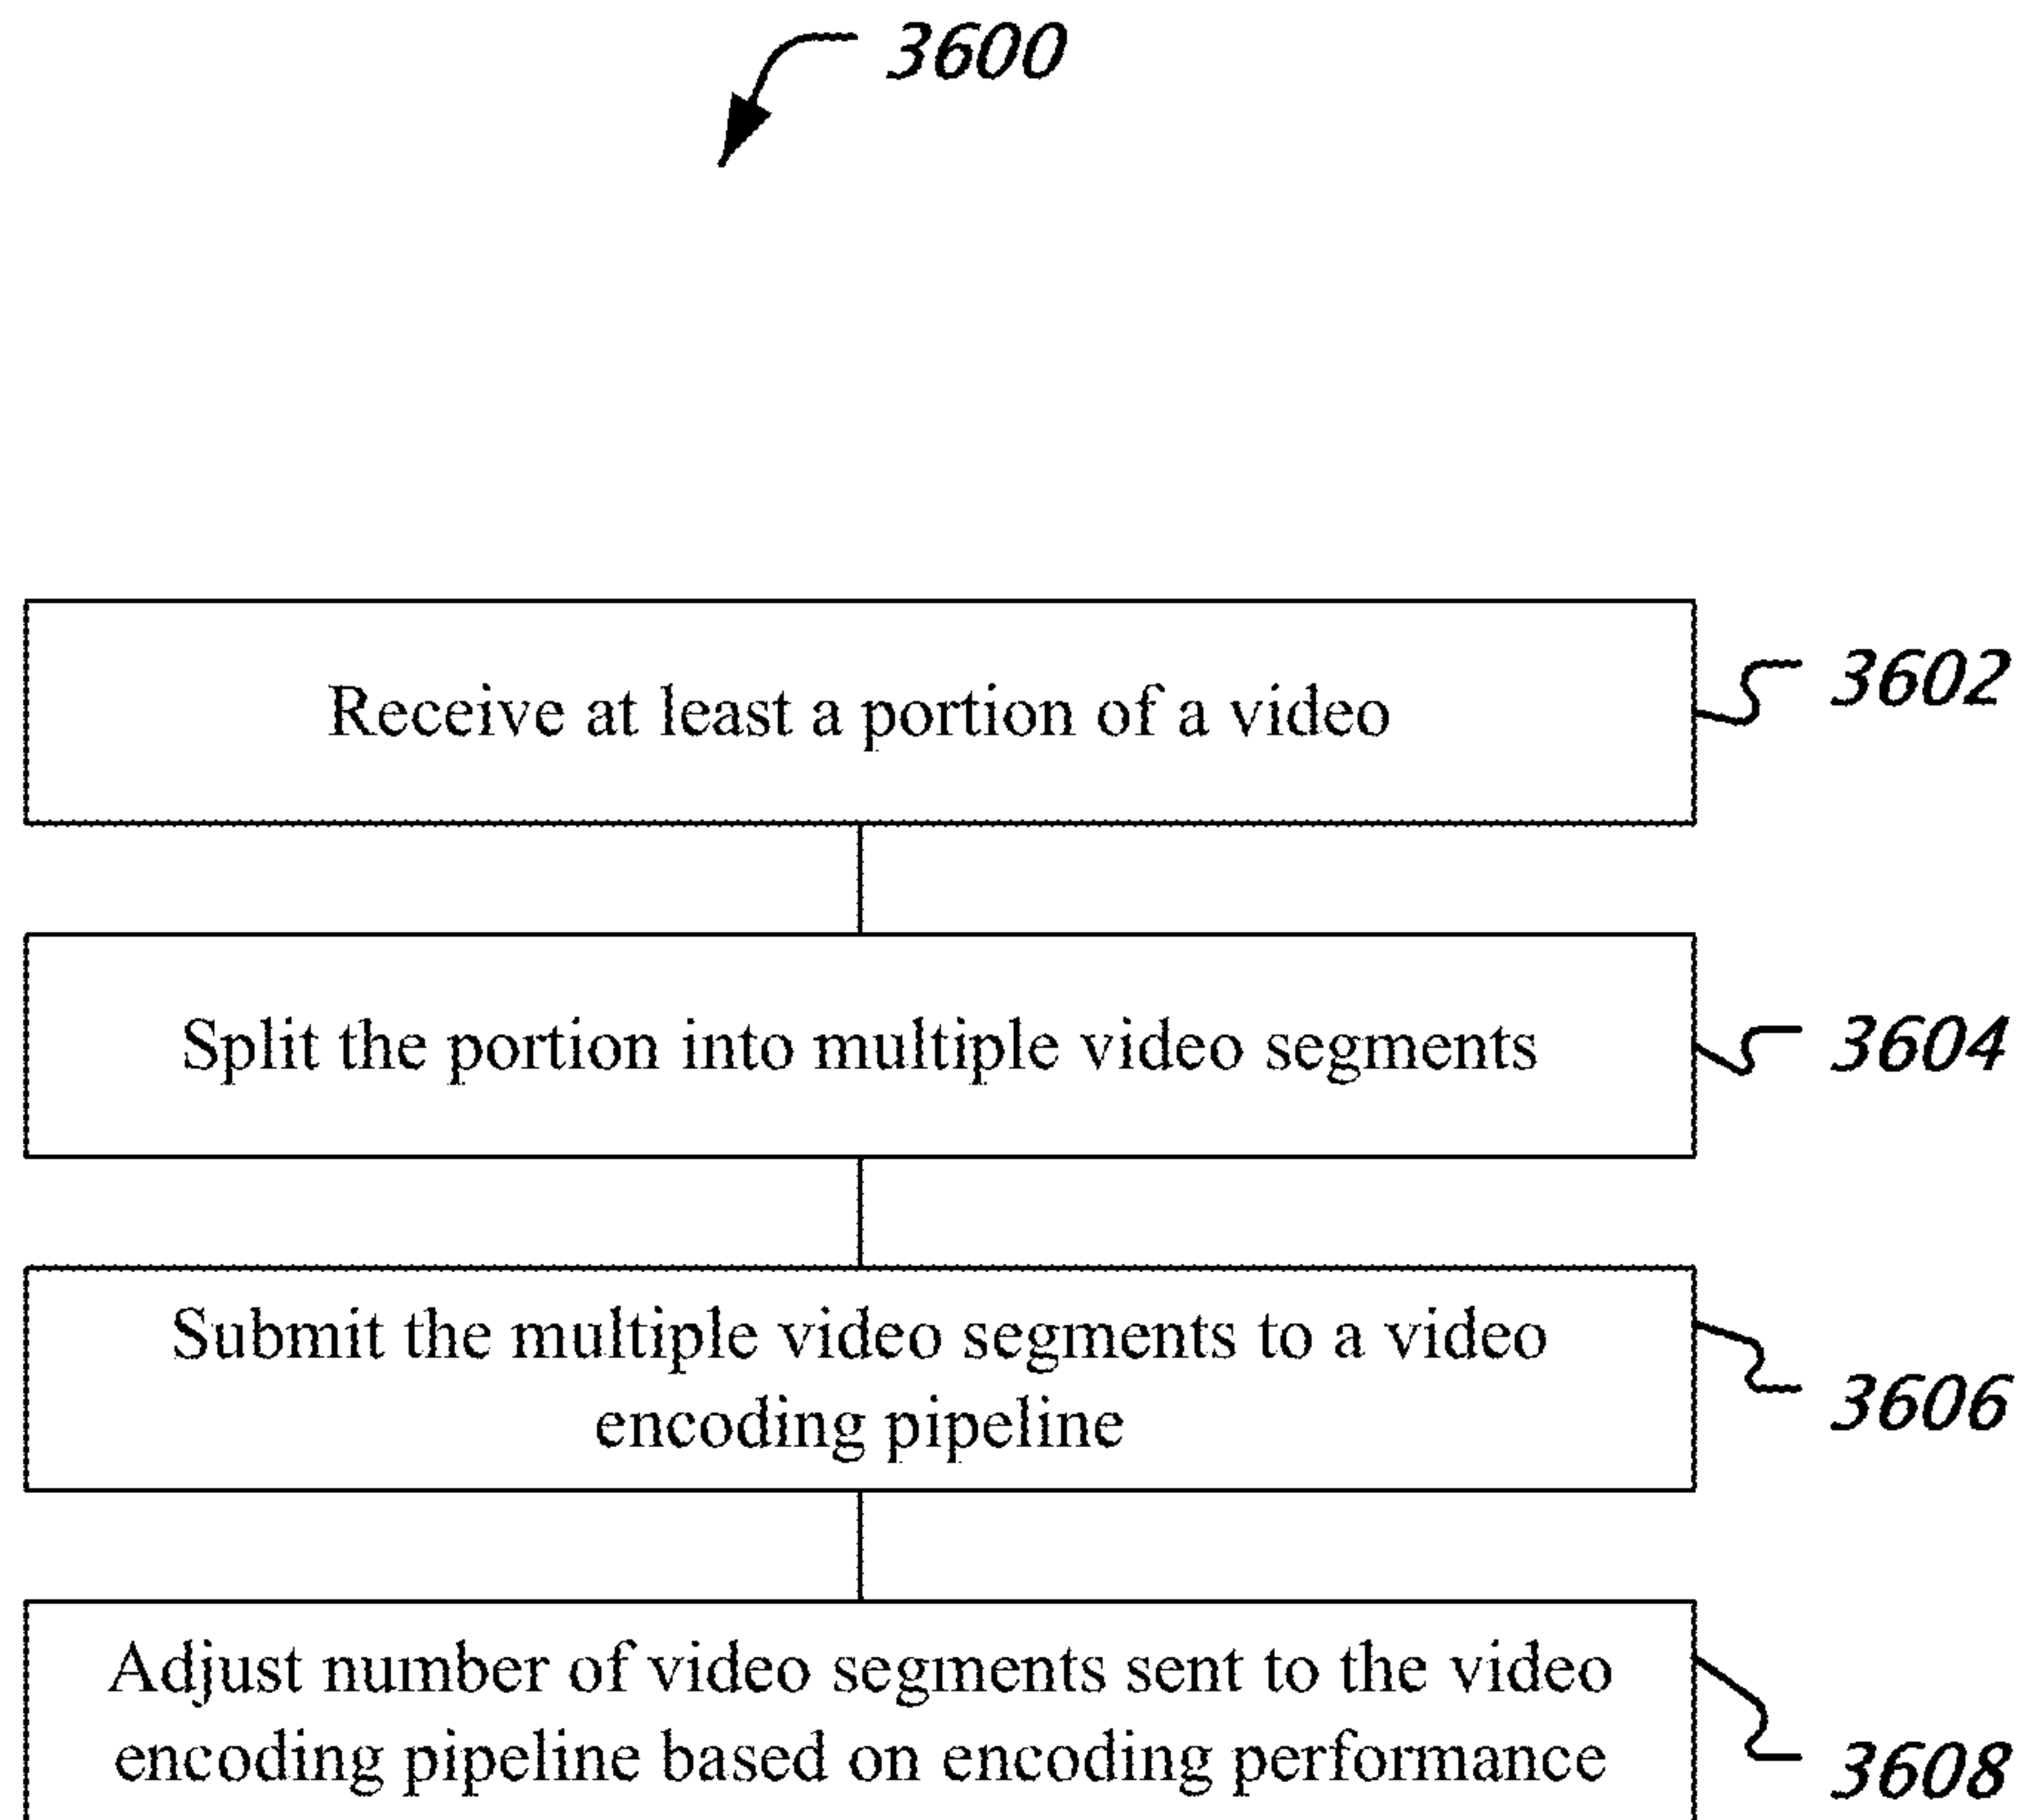 3600
Receive at least a portion of a video
3602
Split the portion into multiple video segments
3604
Submit the multiple video segments to a video
encoding pipeline
3606
Adjust number of video segments sent to the video
encoding pipeline based on encoding performance
3608